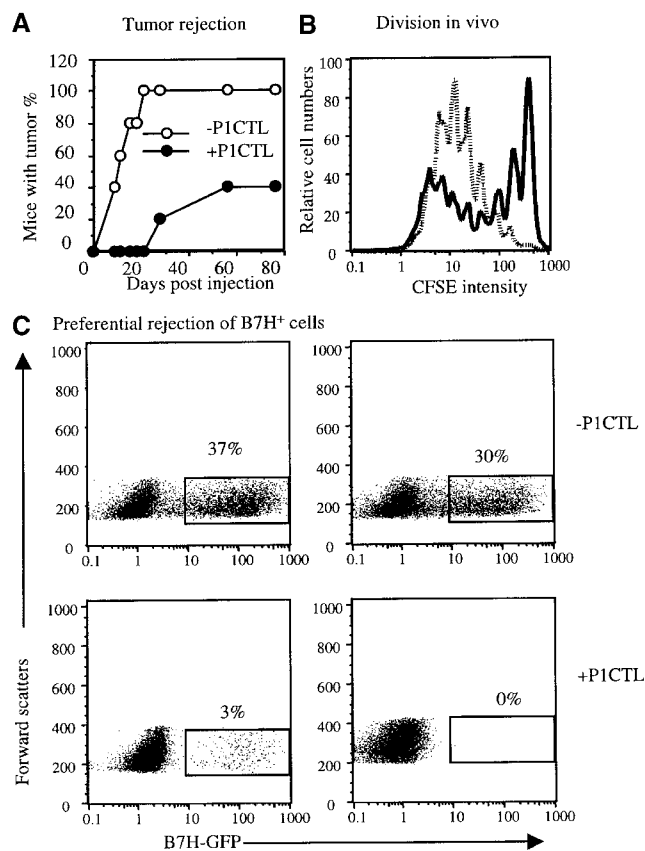 A
Tumor rejection
120
100
80
60
40
20
0
Mice with tumor %
-P1CTL
+P1CTL
0 20 40 60 80
Days post injection
B
Division in vivo
100
80
60
40
20
0
Relative cell numbers
0.1 1 10 100 1000
CFSE intensity
C
Preferential rejection of B7H+ cells
1000
800
600
400
200
0
37%
0.1 1 10 100 1000
1000
800
600
400
200
0
30%
0.1 1 10 100 1000
-P1CTL
1000
800
600
400
200
0
3%
0.1 1 10 100 1000
1000
800
600
400
200
0
0%
0.1 1 10 100 1000
+P1CTL
Forward scatters
B7H-GFP